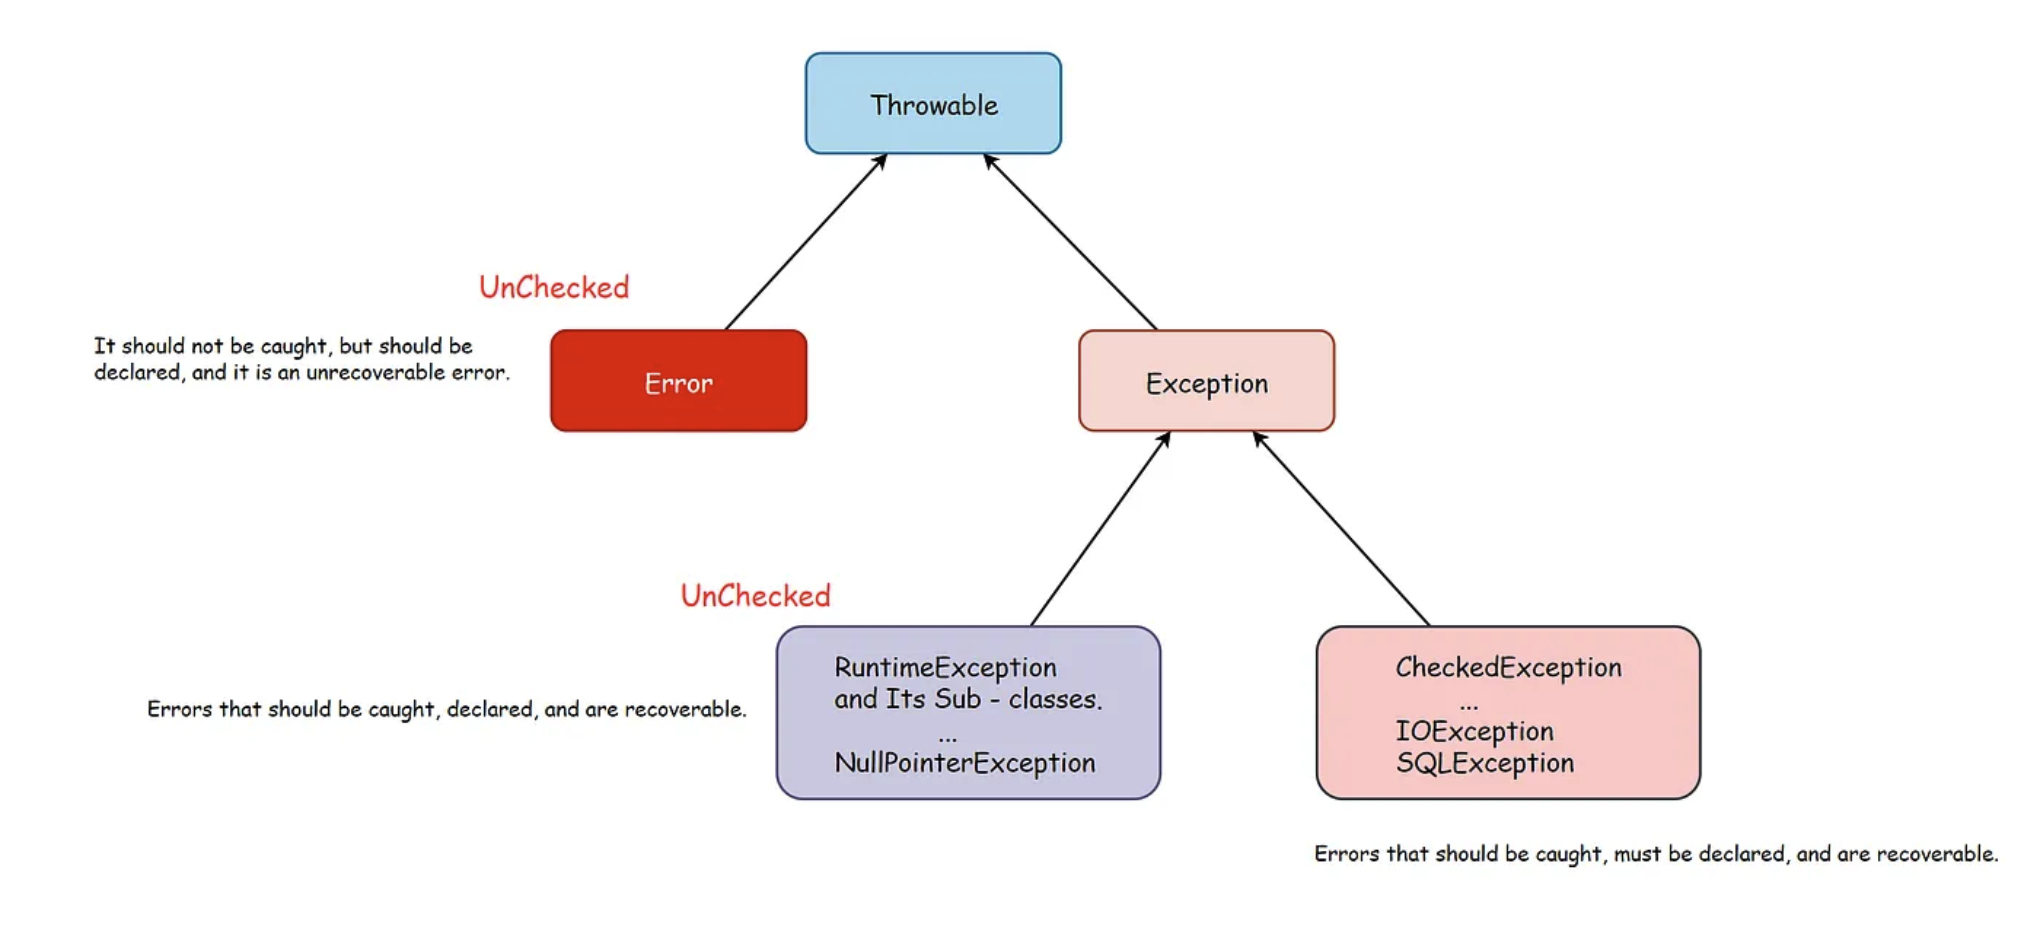 Throwable
UnChecked
It should not be caught, but should be
declared, and it is an unrecoverable error.
Error
Exception
UnChecked
Errors that should be caught, declared, and are recoverable.
RuntimeException
and Its Sub - classes.
...
NullPointerException
CheckedException
...
IOException
SQLException
Errors that should be caught, must be declared, and are recoverable.